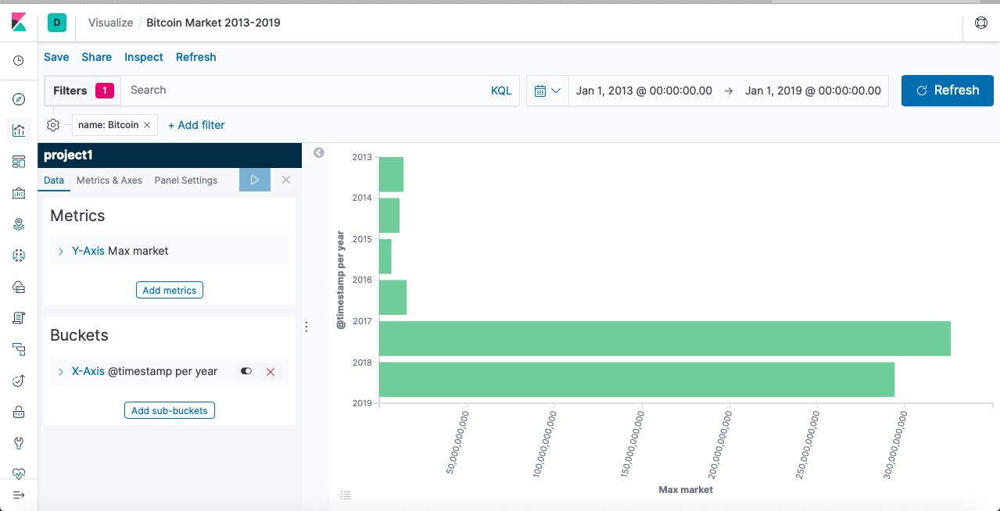 D Visualize / Bitcoin Market 2013-2019
Save Share Inspect Refresh
Filters 1 Search KQL Jan 1, 2013 @ 00:00:00.00 → Jan 1, 2019 @ 00:00:00.00 Refresh
name: Bitcoin × + Add filter
project1
Data Metrics & Axes Panel Settings
Metrics
Y-Axis Max market
Add metrics
Buckets
X-Axis @timestamp per year
Add sub-buckets
@timestamp per year
2013
2014
2015
2016
2017
2018
2019
50,000,000,000
100,000,000,000
150,000,000,000
200,000,000,000
250,000,000,000
300,000,000,000
Max market